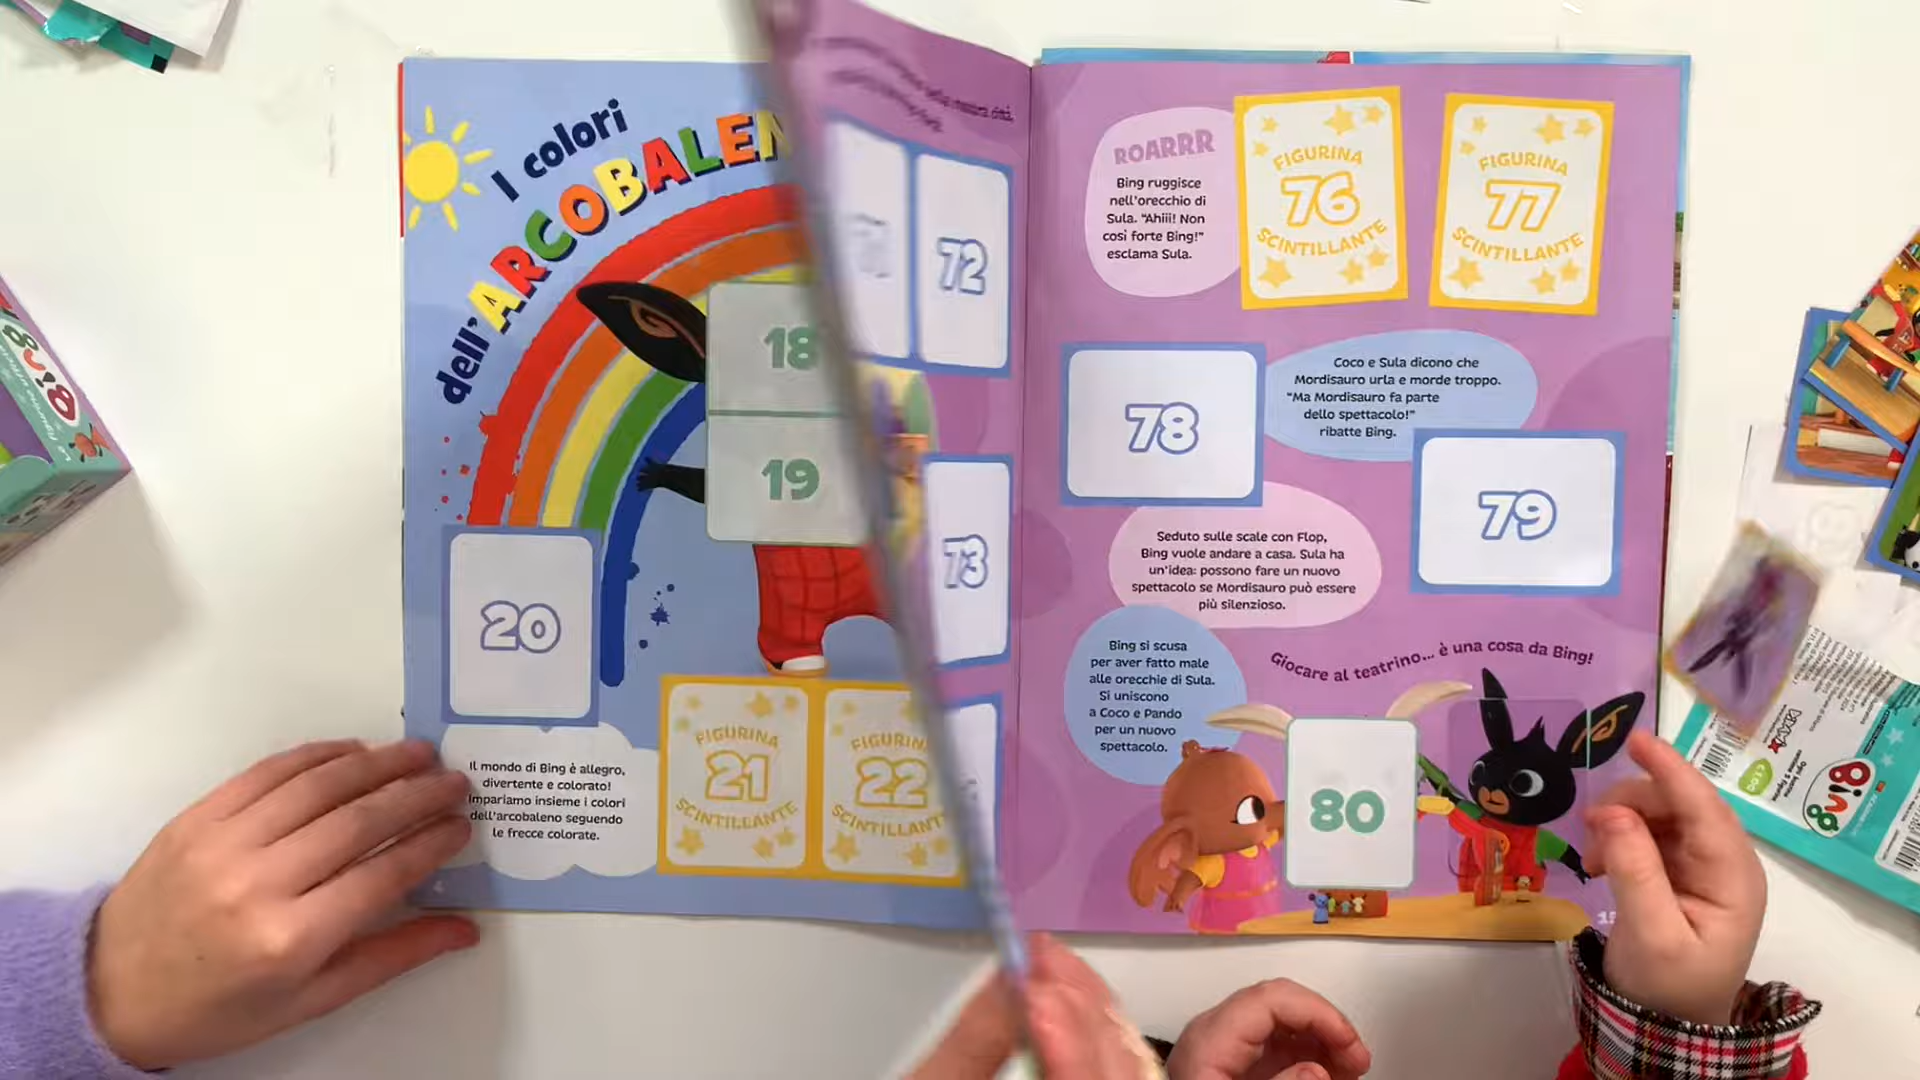 I colori
dell'ARCOBALEN
18
19
20
FIGURINA
21
SCINTILLANTE
FIGURIN
22
SCINTILLANT
Il mondo di Bing è allegro,
divertente e colorato!
Impariamo insieme i colori
dell'arcobaleno seguendo
le frecce colorate.
4
72
73
ROARRR
Bing ruggisce
nell'orecchio di
Sula. "Ahiii! Non
così forte Bing!"
esclama Sula.
FIGURINA
76
SCINTILLANTE
FIGURINA
77
SCINTILLANTE
78
Coco e Sula dicono che
Mordisauro urla e morde troppo.
"Ma Mordisauro fa parte
dello spettacolo!"
ribatte Bing.
79
Seduto sulle scale con Flop,
Bing vuole andare a casa. Sula ha
un'idea: possono fare un nuovo
spettacolo se Mordisauro può essere
più silenzioso.
Bing si scusa
per aver fatto male
alle orecchie di Sula.
Si uniscono
a Coco e Pando
per un nuovo
spettacolo.
Giocare al teatrino... è una cosa da Bing!
80
Bing
Bing